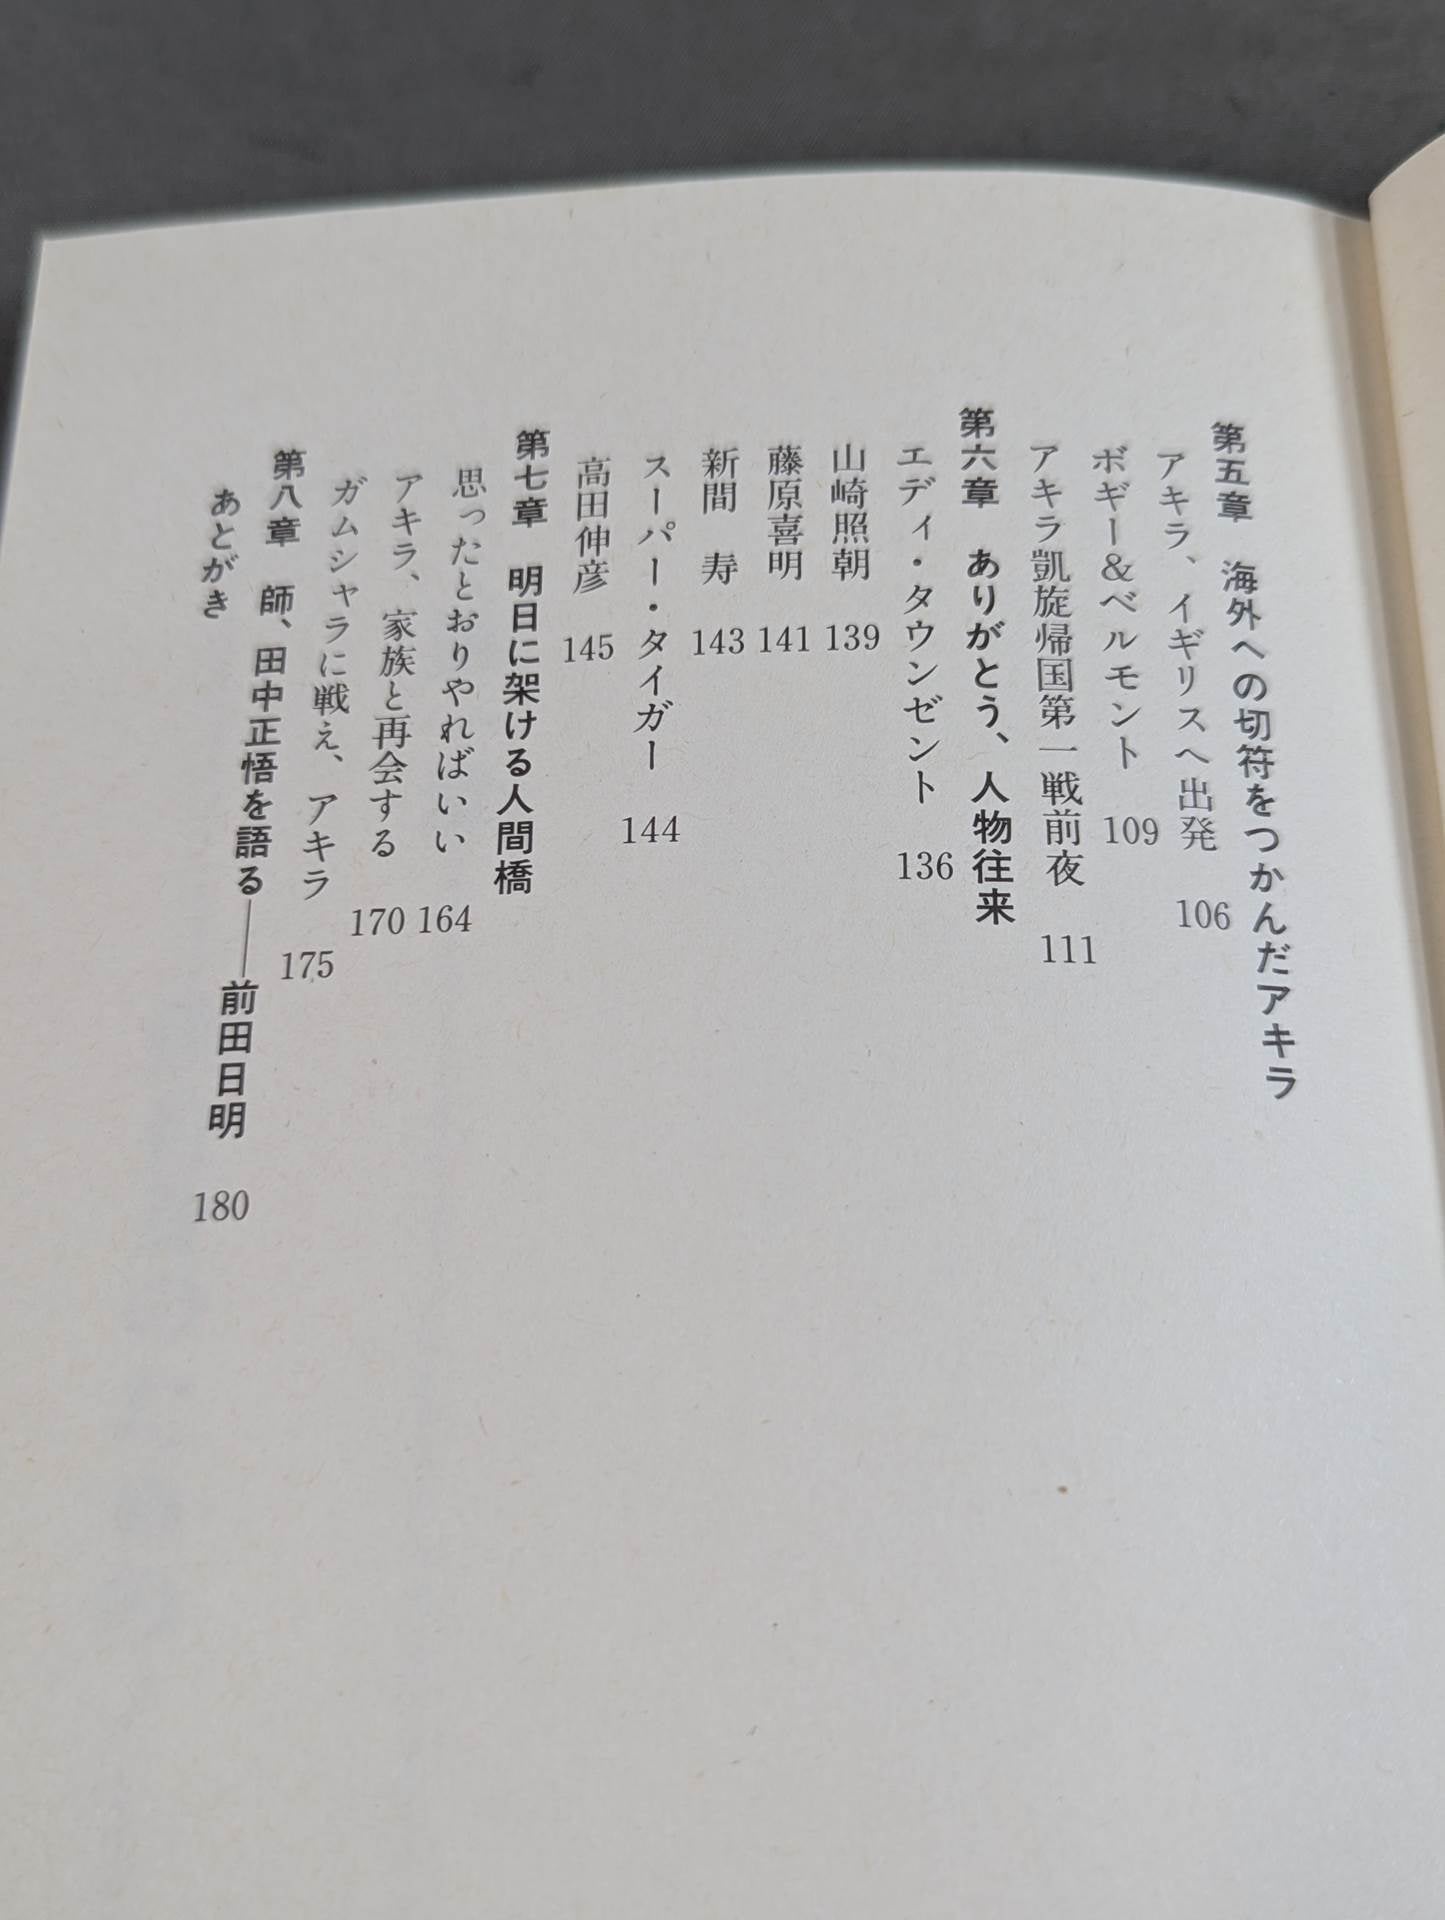 第五章　海外への切符をつかんだアキラ
アキラ、イギリスへ出発　106
ボギー&ベルモント　109
アキラ凱旋帰国第一戦前夜　111
第六章　ありがとう、人物往来
エディ・タウンゼント　136
山崎照朝　139
藤原喜明　141
新間　寿　143
スーパー・タイガー　144
高田伸彦　145
第七章　明日に架ける人間橋
思ったとおりやればいい　164
アキラ、家族と再会する　170
ガムシャラに戦え、アキラ　175
第八章　師、田中正悟を語る——前田日明　180
あとがき